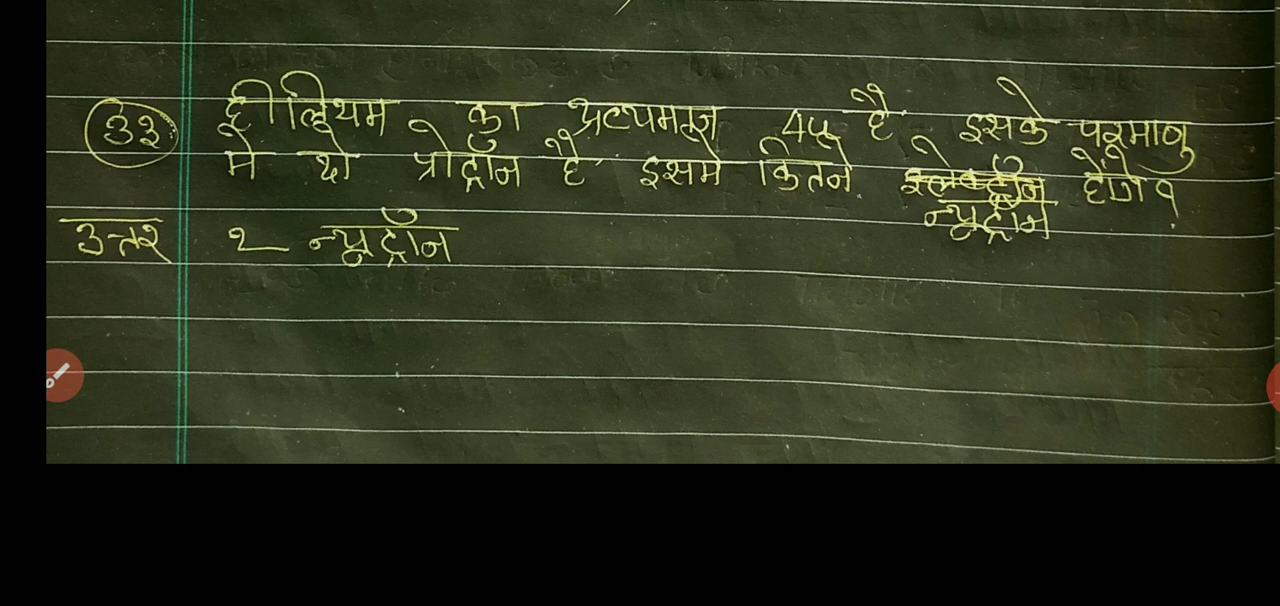 33 हीलियम का प्रव्यमान 4u है इसके परमाणु
मे दो प्रोट्रॉन है इसमे कितने होंगे ?
न्यूट्रॉन
उत्तर 2 न्यूट्रॉन